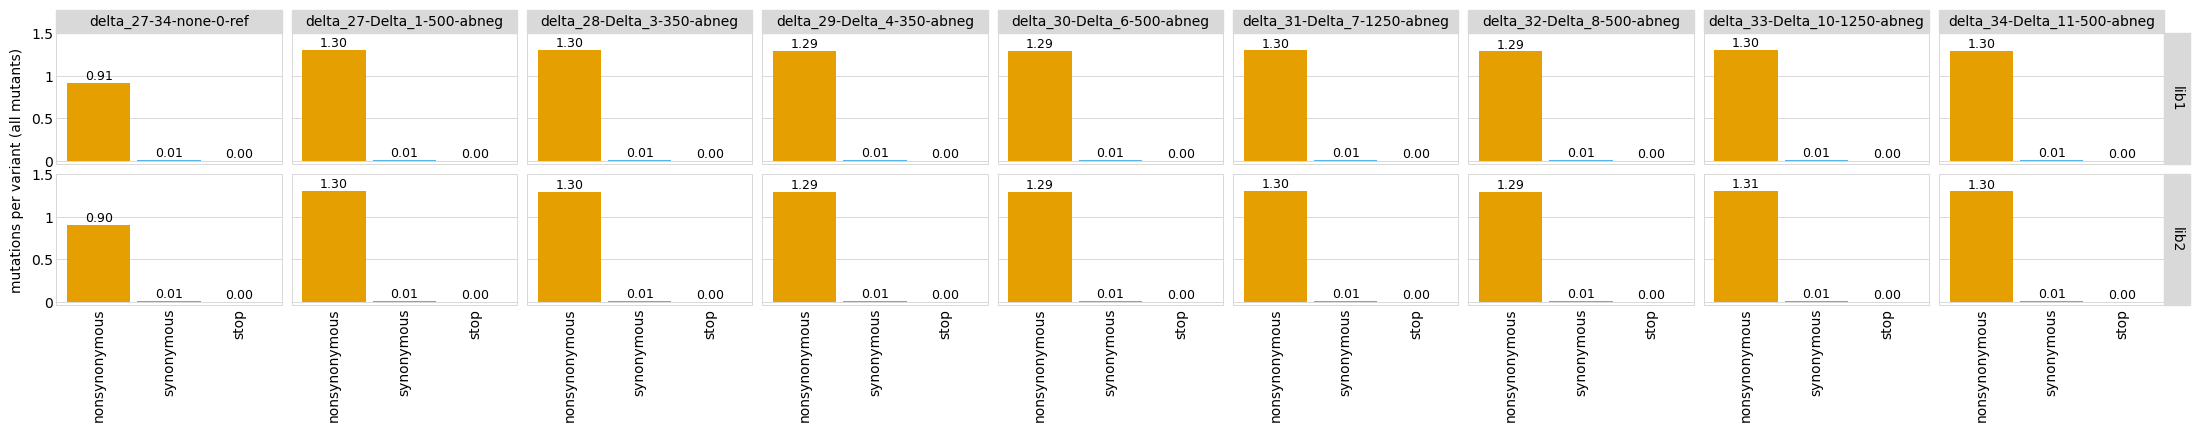 delta_27-34-none-0-ref delta_27-Delta_1-500-abneg delta_28-Delta_3-350-abneg delta_29-Delta_4-350-abneg delta_30-Delta_6-500-abneg delta_31-Delta_7-1250-abneg delta_32-Delta_8-500-abneg delta_33-Delta_10-1250-abneg delta_34-Delta_11-500-abneg
mutations per variant (all mutants)
1.5
1
0.5
0
0.91 0.01 0.00 1.30 0.01 0.00 1.30 0.01 0.00 1.29 0.01 0.00 1.29 0.01 0.00 1.30 0.01 0.00 1.29 0.01 0.00 1.30 0.01 0.00 1.30 0.01 0.00
lib1
1.5
1
0.5
0
0.90 0.01 0.00 1.30 0.01 0.00 1.30 0.01 0.00 1.29 0.01 0.00 1.29 0.01 0.00 1.30 0.01 0.00 1.29 0.01 0.00 1.31 0.01 0.00 1.30 0.01 0.00
lib2
nonsynonymous synonymous stop nonsynonymous synonymous stop nonsynonymous synonymous stop nonsynonymous synonymous stop nonsynonymous synonymous stop nonsynonymous synonymous stop nonsynonymous synonymous stop nonsynonymous synonymous stop nonsynonymous synonymous stop